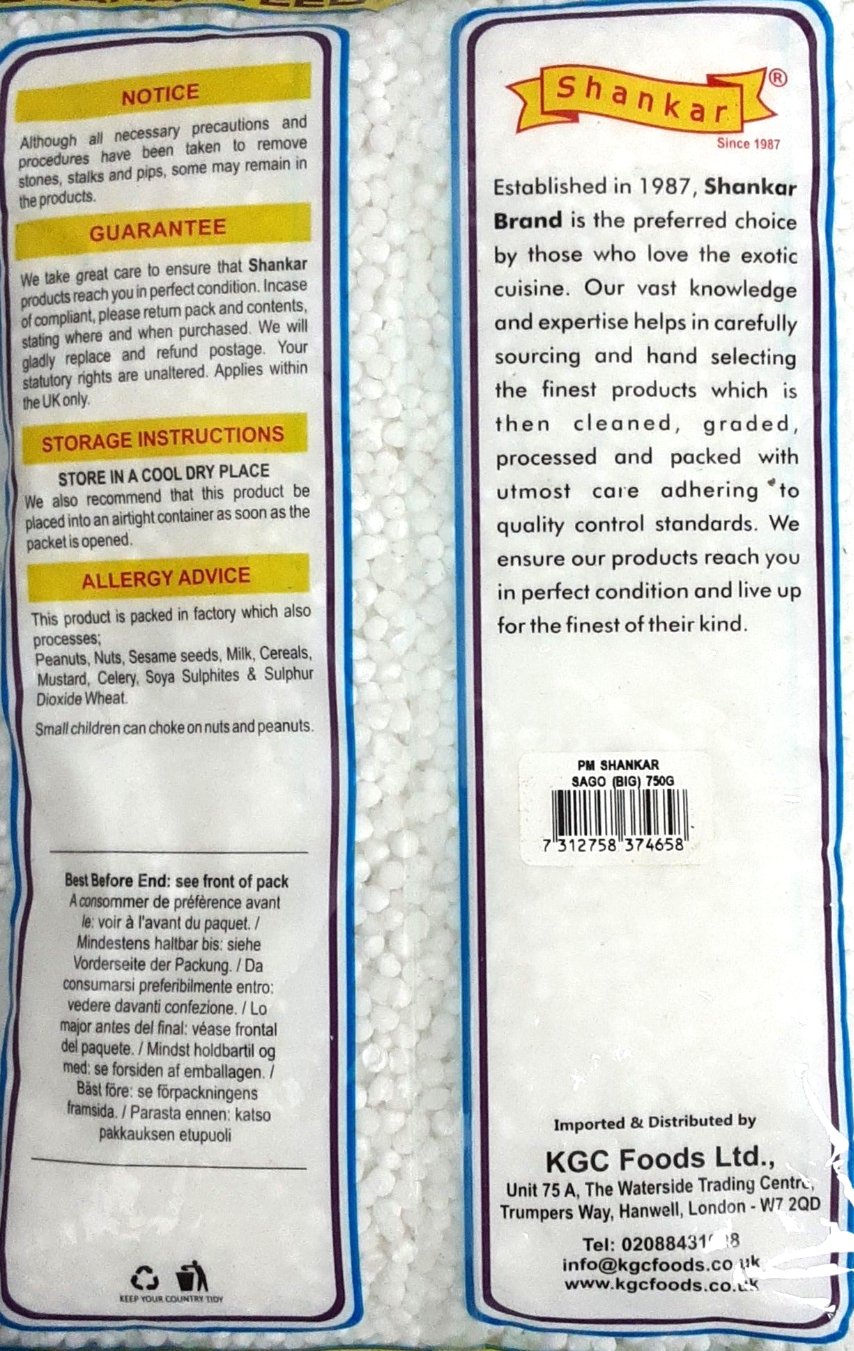 NOTICE
Although all necessary precautions and
procedures have been taken to remove
stones, stalks and pips, some may remain in
the products.
GUARANTEE
We take great care to ensure that Shankar
products reach you in perfect condition. Incase
of compliant, please return pack and contents,
stating where and when purchased. We will
gladly replace and refund postage. Your
statutory rights are unaltered. Applies within
the UK only.
STORAGE INSTRUCTIONS
STORE IN A COOL DRY PLACE
We also recommend that this product be
placed into an airtight container as soon as the
packet is opened.
ALLERGY ADVICE
This product is packed in factory which also
processes;
Peanuts, Nuts, Sesame seeds, Milk, Cereals,
Mustard, Celery, Soya Sulphites & Sulphur
Dioxide Wheat.
Small children can choke on nuts and peanuts.
Best Before End: see front of pack
A consommer de préférence avant
le: voir à l'avant du paquet. /
Mindestens haltbar bis: siehe
Vorderseite der Packung. / Da
consumarsi preferibilmente entro:
vedere davanti confezione. / Lo
major antes del final: véase frontal
del paquete. / Mindst holdbartil og
med: se forsiden af emballagen. /
Bäst före: se förpackningens
framsida. / Parasta ennen: katso
pakkauksen etupuoli
KEEP YOUR COUNTRY TIDY
Shankar®
Since 1987
Established in 1987, Shankar
Brand is the preferred choice
by those who love the exotic
cuisine. Our vast knowledge
and expertise helps in carefully
sourcing and hand selecting
the finest products which is
then cleaned, graded,
processed and packed with
utmost care adhering to
quality control standards. We
ensure our products reach you
in perfect condition and live up
for the finest of their kind.
PM SHANKAR
SAGO (BIG) 750G
7 312758 374658
Imported & Distributed by
KGC Foods Ltd.,
Unit 75 A, The Waterside Trading Centre,
Trumpers Way, Hanwell, London - W7 2QD
Tel:
info@kgcfoods.co.uk
www.kgcfoods.co.uk